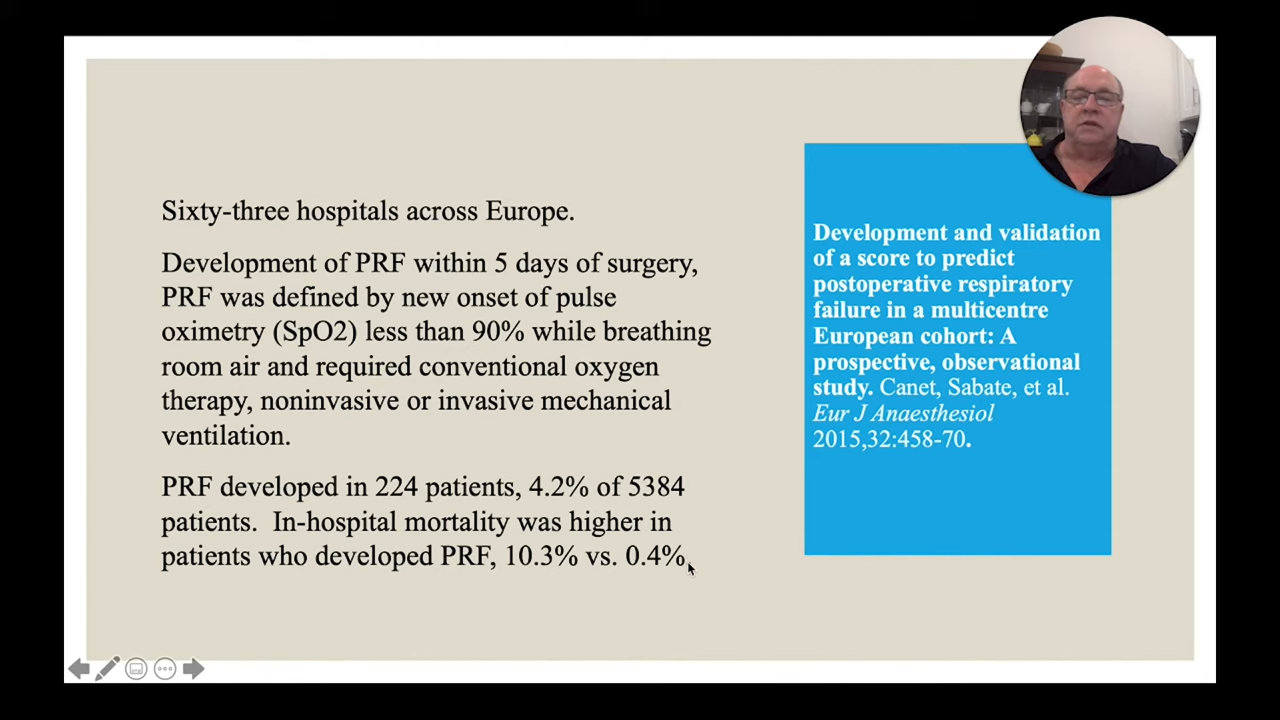 Sixty-three hospitals across Europe.
Development of PRF within 5 days of surgery,
PRF was defined by new onset of pulse
oximetry (SpO2) less than 90% while breathing
room air and required conventional oxygen
therapy, noninvasive or invasive mechanical
ventilation.
PRF developed in 224 patients, 4.2% of 5384
patients.  In-hospital mortality was higher in
patients who developed PRF, 10.3% vs. 0.4%.
Development and validation
of a score to predict
postoperative respiratory
failure in a multicentre
European cohort: A
prospective, observational
study. Canet, Sabate, et al.
Eur J Anaesthesiol
2015,32:458-70.